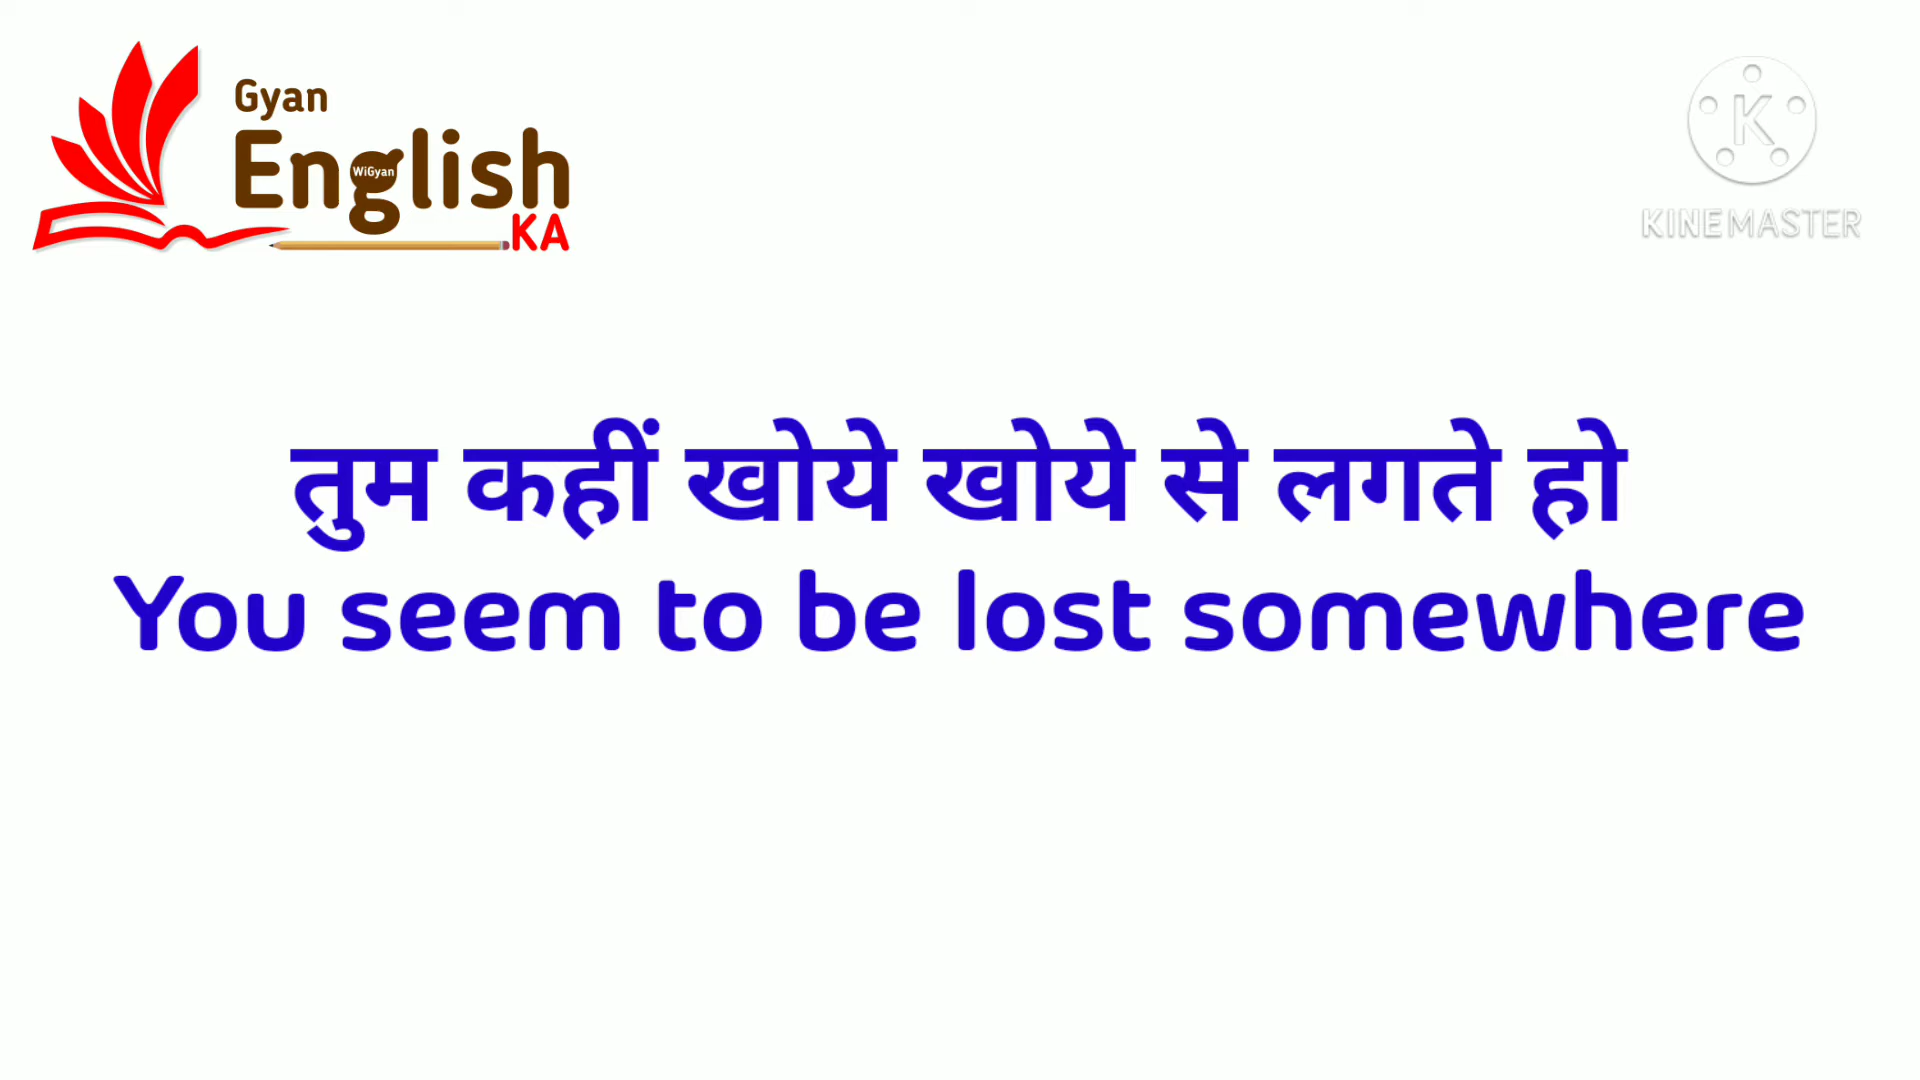 Gyan
English
WiGyan
KA
K
KINEMASTER
तुम कहीं खोये खोये से लगते हो
You seem to be lost somewhere